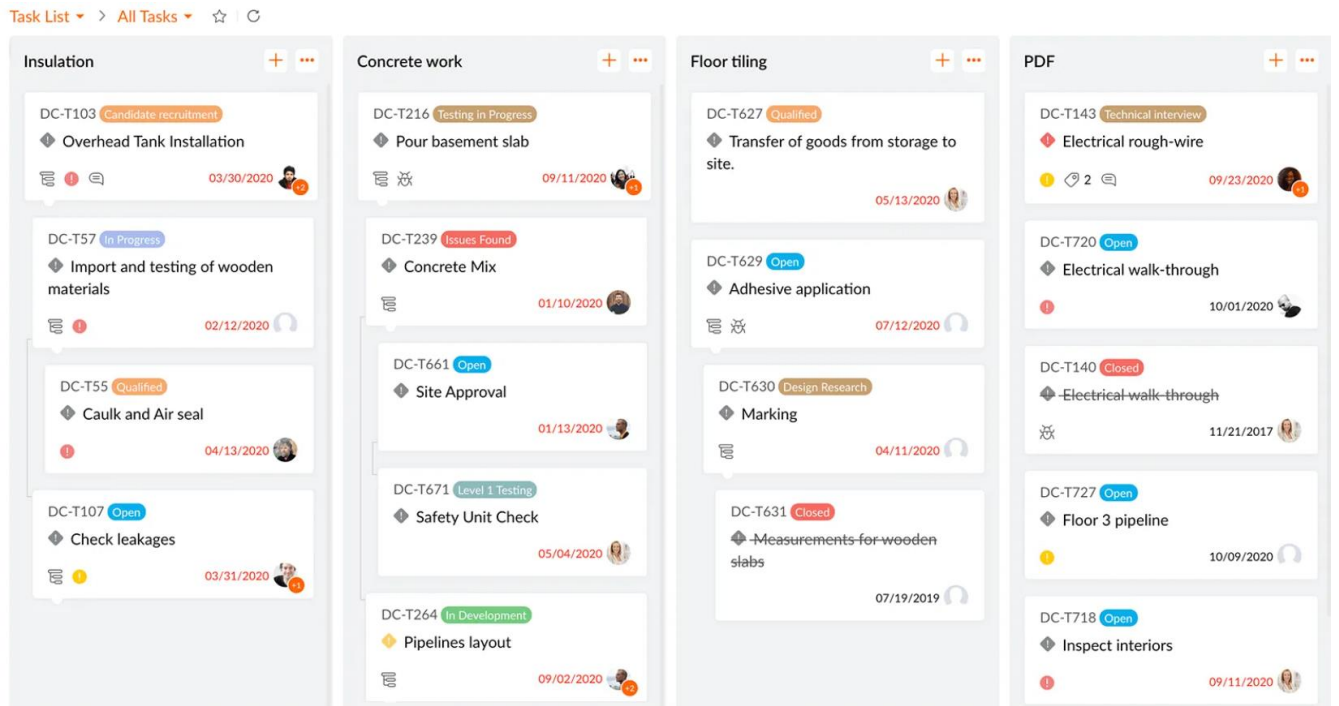 Task List > All Tasks
Insulation
DC-T103 Candidate recruitment
Overhead Tank Installation
03/30/2020 +2
DC-T57 In Progress
Import and testing of wooden
materials
02/12/2020
DC-T55 Qualified
Caulk and Air seal
04/13/2020
DC-T107 Open
Check leakages
03/31/2020 +1
Concrete work
DC-T216 Testing in Progress
Pour basement slab
09/11/2020 +1
DC-T239 Issues Found
Concrete Mix
01/10/2020
DC-T661 Open
Site Approval
01/13/2020
DC-T671 Level 1 Testing
Safety Unit Check
05/04/2020
DC-T264 In Development
Pipelines layout
09/02/2020 +2
Floor tiling
DC-T627 Qualified
Transfer of goods from storage to
site.
05/13/2020
DC-T629 Open
Adhesive application
07/12/2020
DC-T630 Design Research
Marking
04/11/2020
DC-T631 Closed
Measurements for wooden
slabs
07/19/2019
PDF
DC-T143 Technical interview
Electrical rough-wire
2 09/23/2020 +1
DC-T720 Open
Electrical walk-through
10/01/2020
DC-T140 Closed
Electrical walk-through
11/21/2017
DC-T727 Open
Floor 3 pipeline
10/09/2020
DC-T718 Open
Inspect interiors
09/11/2020